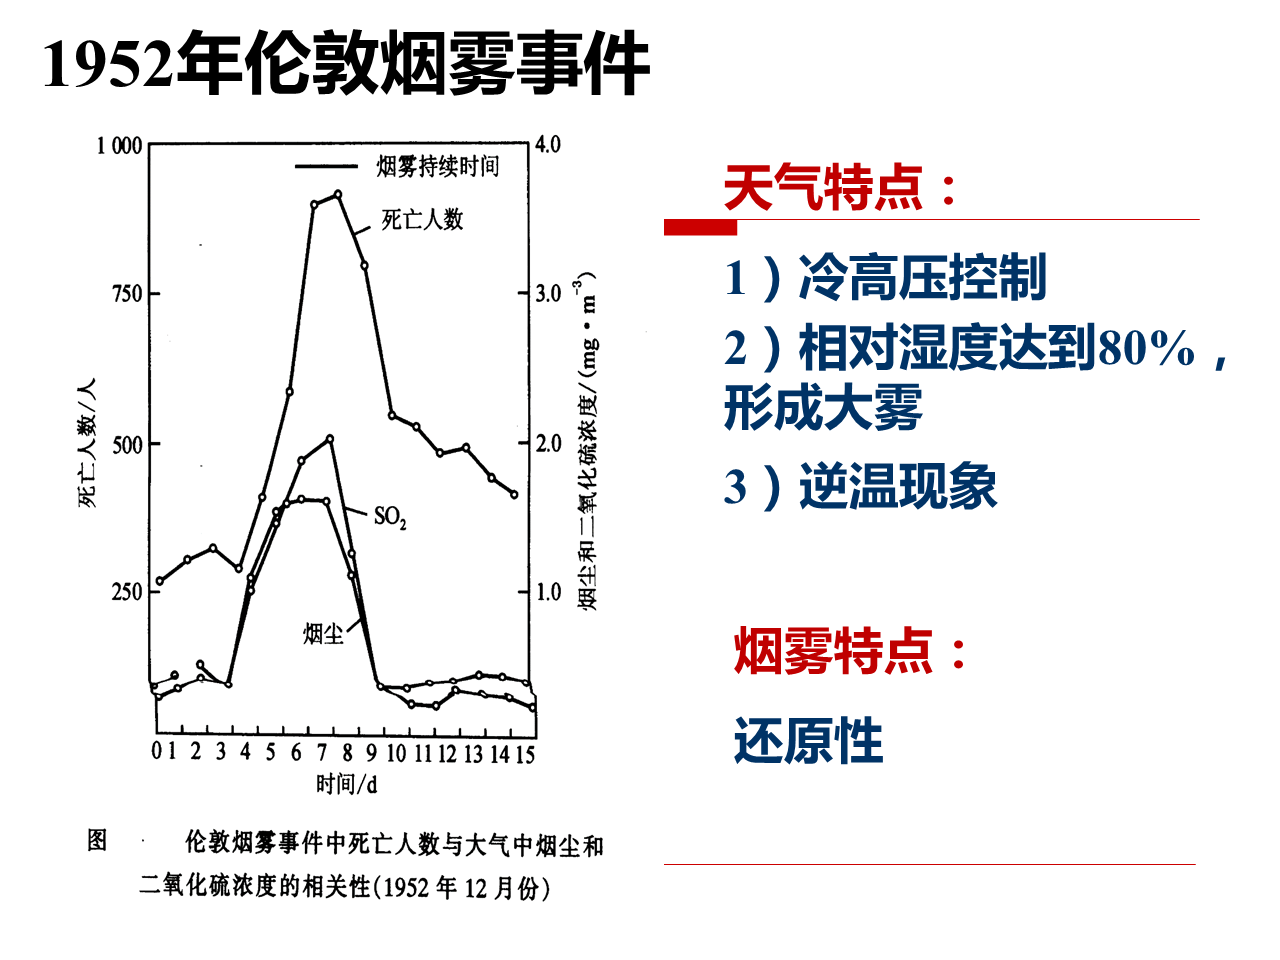 1952年伦敦烟雾事件
1 000
750
500
250
死亡人数/人
4.0
3.0
2.0
1.0
烟尘和二氧化硫浓度/(mg·m⁻³)
烟雾持续时间
死亡人数
SO₂
烟尘
0 1 2 3 4 5 6 7 8 9 10 11 12 13 14 15
时间/d
图 伦敦烟雾事件中死亡人数与大气中烟尘和
二氧化硫浓度的相关性(1952 年 12 月份)
天气特点：
1）冷高压控制
2）相对湿度达到80%，
形成大雾
3）逆温现象
烟雾特点：
还原性